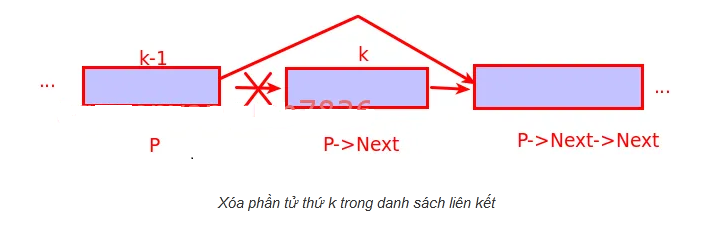 k-1
k
...
...
P
P->Next
P->Next->Next
Xóa phần tử thứ k trong danh sách liên kết